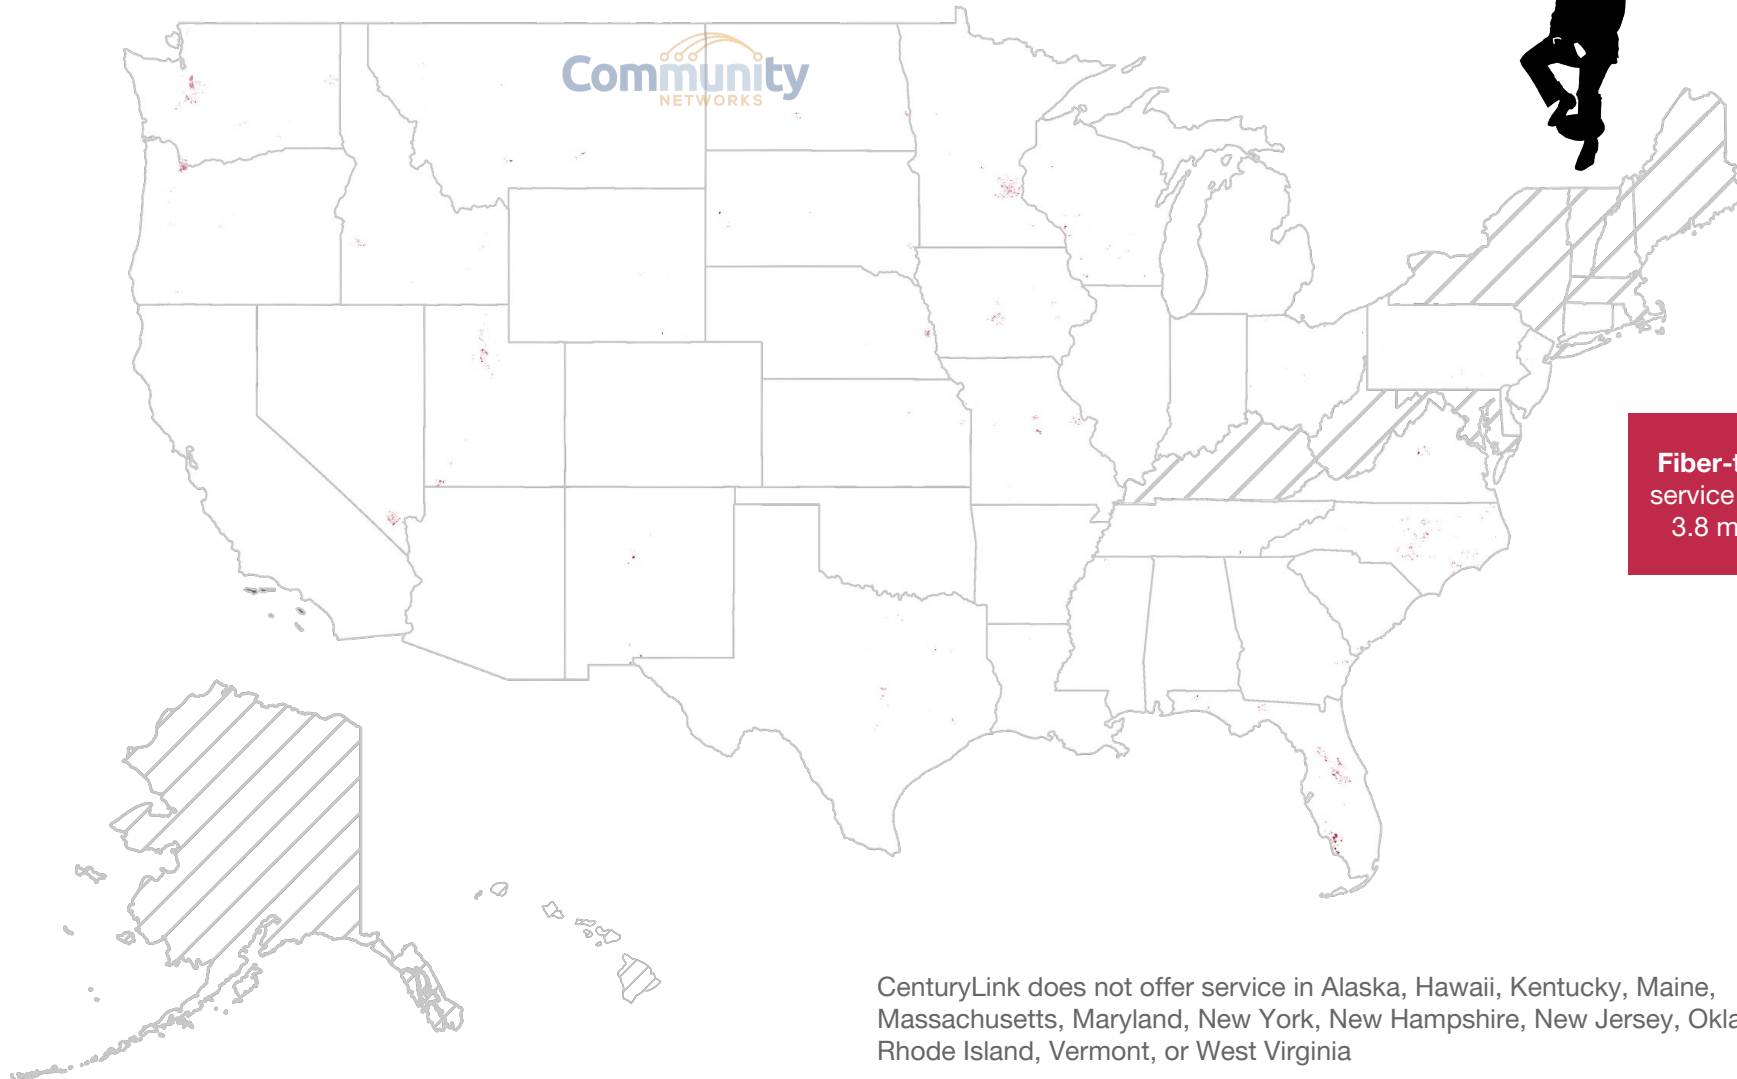 Community
NETWORKS
Fiber-t
service
3.8 m
CenturyLink does not offer service in Alaska, Hawaii, Kentucky, Maine,
Massachusetts, Maryland, New York, New Hampshire, New Jersey, Okla
Rhode Island, Vermont, or West Virginia